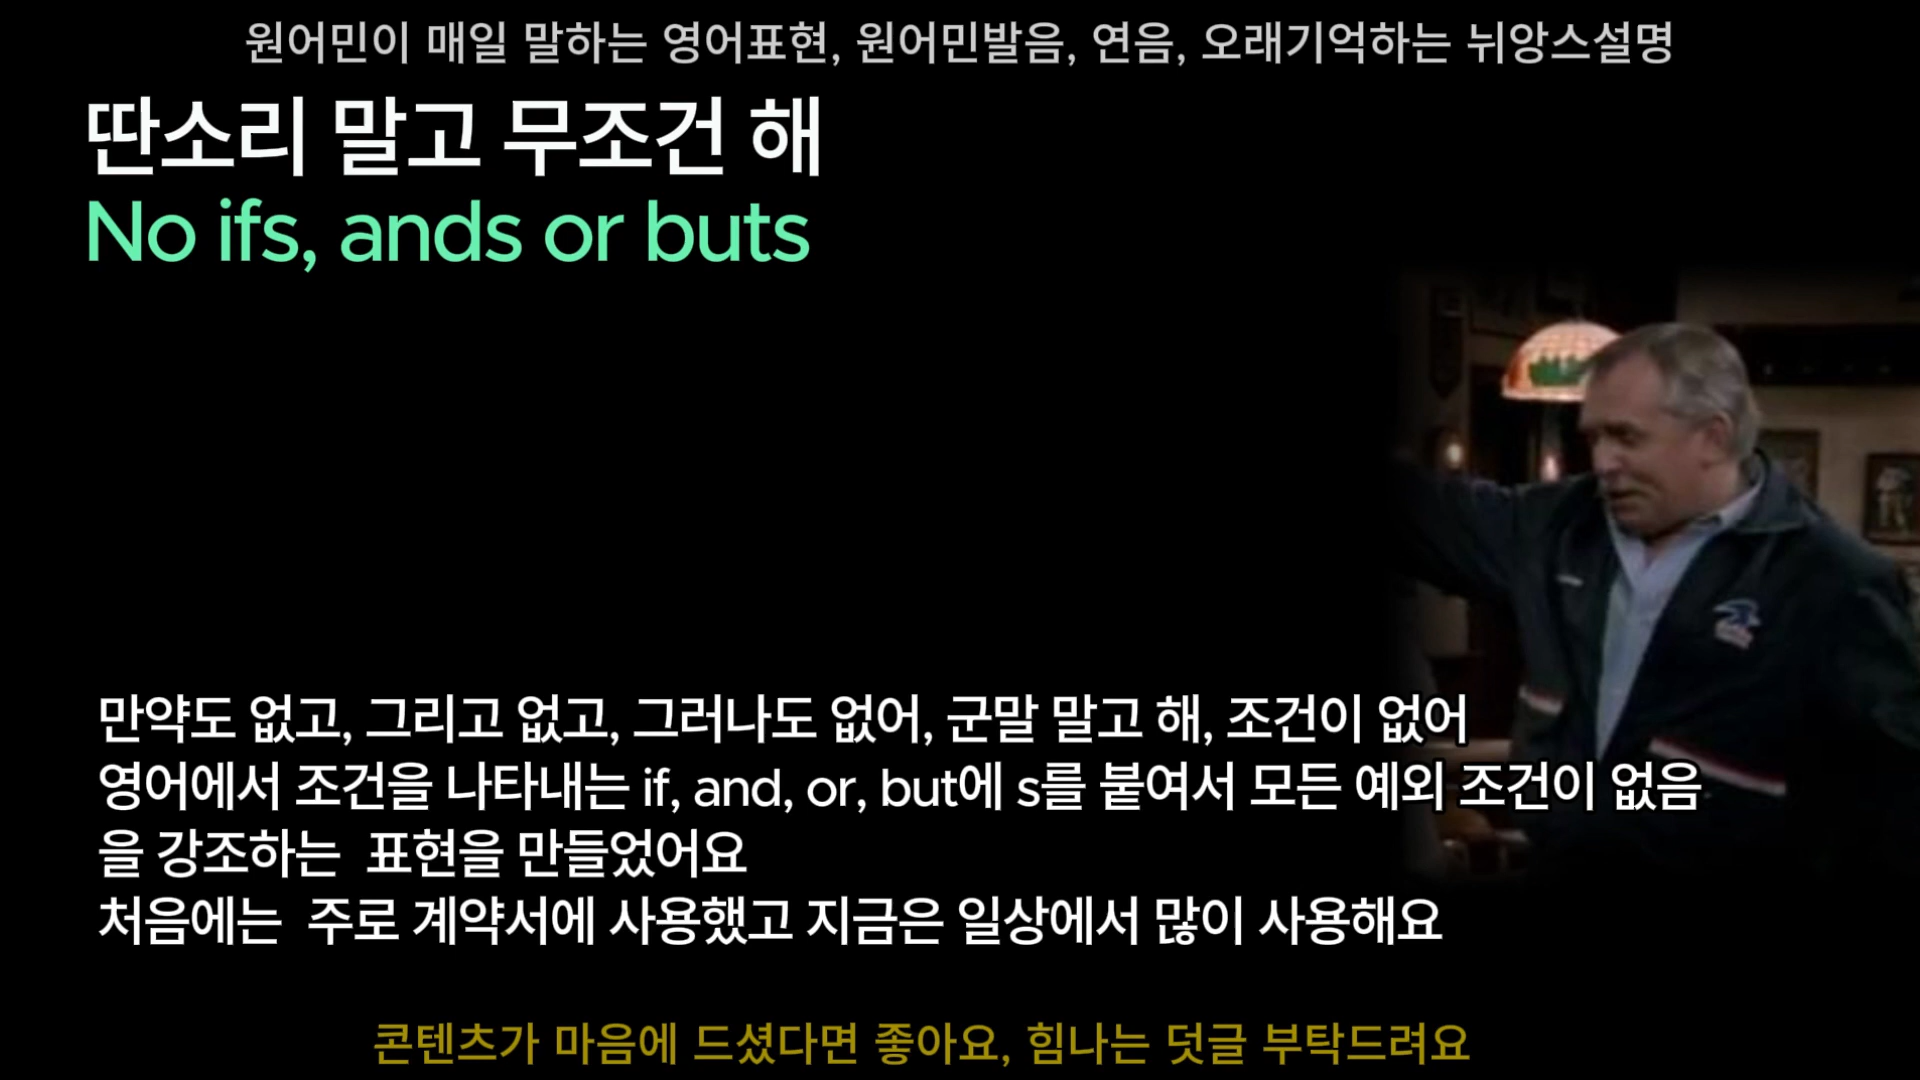 원어민이 매일 말하는 영어표현, 원어민발음, 연음, 오래기억하는 뉘앙스설명
딴소리 말고 무조건 해
No ifs, ands or buts
만약도 없고, 그리고 없고, 그러나도 없어, 군말 말고 해, 조건이 없어
영어에서 조건을 나타내는 if, and, or, but에 s를 붙여서 모든 예외 조건이 없음
을 강조하는 표현을 만들었어요
처음에는 주로 계약서에 사용했고 지금은 일상에서 많이 사용해요
콘텐츠가 마음에 드셨다면 좋아요, 힘나는 덧글 부탁드려요